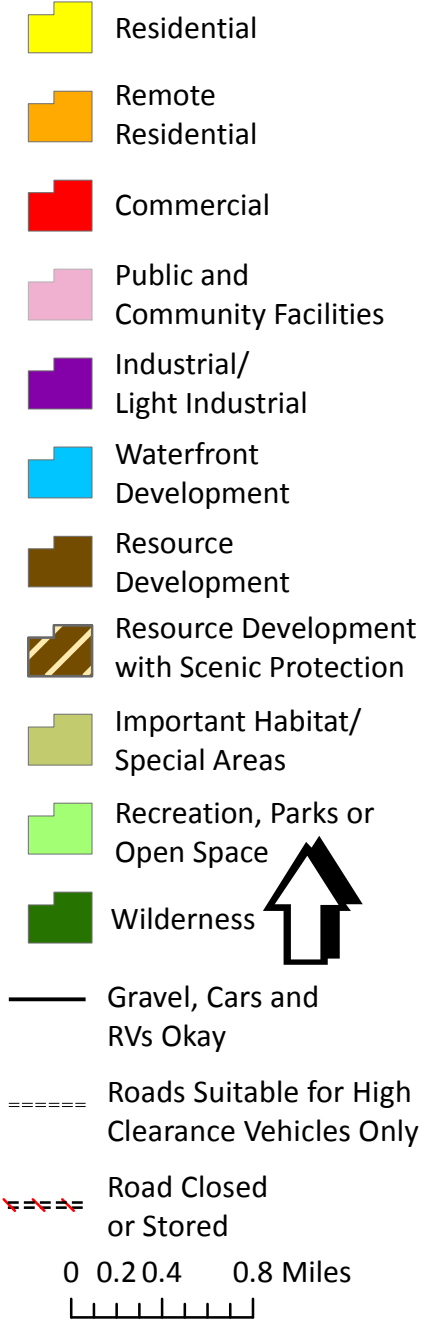 Residential
Remote
Residential
Commercial
Public and
Community Facilities
Industrial/
Light Industrial
Waterfront
Development
Resource
Development
Resource Development
with Scenic Protection
Important Habitat/
Special Areas
Recreation, Parks or
Open Space
Wilderness
Gravel, Cars and
RVs Okay
Roads Suitable for High
Clearance Vehicles Only
Road Closed
or Stored
0 0.2 0.4 0.8 Miles